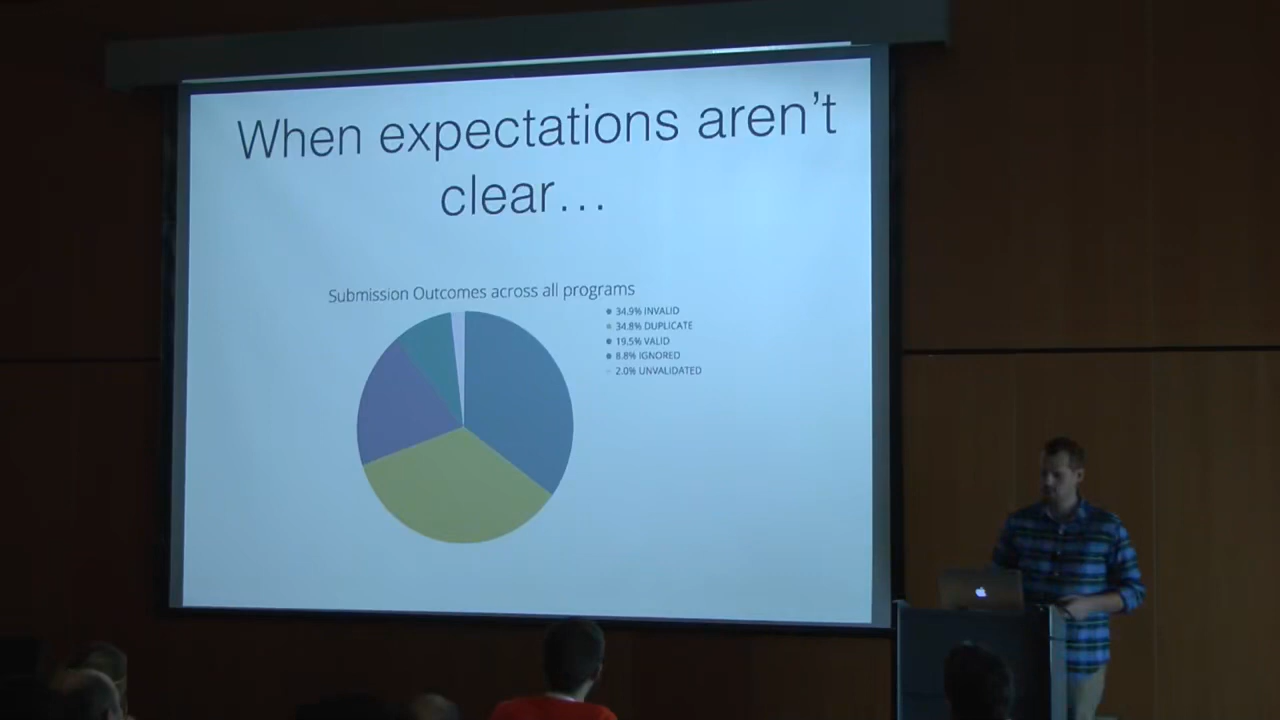 When expectations aren't
clear...
Submission Outcomes across all programs
34.9% INVALID
34.8% DUPLICATE
19.5% VALID
8.8% IGNORED
2.0% UNVALIDATED